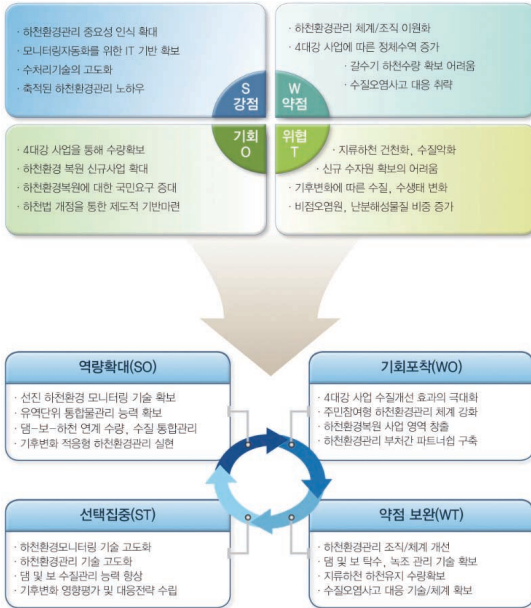 · 하천환경관리 중요성 인식 확대
· 모니터링자동화를 위한 IT 기반 확보
· 수처리기술의 고도화
· 축적된 하천환경관리 노하우
S
강점
· 하천환경관리 체계/조직 이원화
· 4대강 사업에 따른 정체수역 증가
· 갈수기 하천수량 확보 어려움
· 수질오염사고 대응 취약
W
약점
기회
O
· 4대강 사업을 통해 수량확보
· 하천환경 복원 신규사업 확대
· 하천환경복원에 대한 국민요구 증대
· 하천법 개정을 통한 제도적 기반마련
위협
T
· 지류하천 건천화, 수질악화
· 신규 수자원 확보의 어려움
· 기후변화에 따른 수질, 수생태 변화
· 비점오염원, 난분해성물질 비중 증가
역량확대(SO)
· 선진 하천환경 모니터링 기술 확보
· 유역단위 통합물관리 능력 확보
· 댐-보-하천 연계 수량, 수질 통합관리
· 기후변화 적응형 하천환경관리 실현
기회포착(WO)
· 4대강 사업 수질개선 효과의 극대화
· 주민참여형 하천환경관리 체계 강화
· 하천환경복원 사업 영역 창출
· 하천환경관리 부처간 파트너쉽 구축
선택집중(ST)
· 하천환경모니터링 기술 고도화
· 하천환경관리 기술 고도화
· 댐 및 보 수질관리 능력 향상
· 기후변화 영향평가 및 대응전략 수립
약점 보완(WT)
· 하천환경관리 조직/체계 개선
· 댐 및 보 탁수, 녹조 관리 기술 확보
· 지류하천 하천유지 수량확보
· 수질오염사고 대응 기술/체계 확보